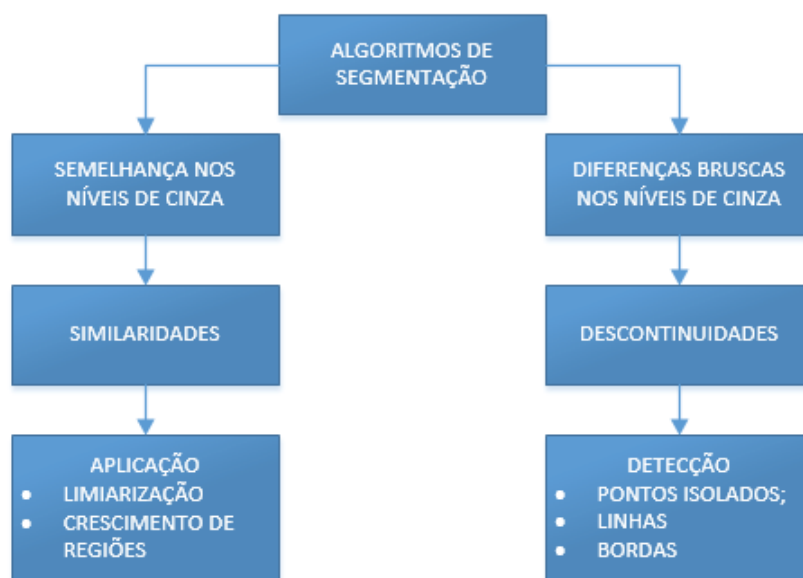 ALGORITMOS DE
SEGMENTAÇÃO
SEMELHANÇA NOS
NÍVEIS DE CINZA
DIFERENÇAS BRUSCAS
NOS NÍVEIS DE CINZA
SIMILARIDADES
DESCONTINUIDADES
APLICAÇÃO
• LIMIARIZAÇÃO
• CRESCIMENTO DE
REGIÕES
DETECÇÃO
• PONTOS ISOLADOS;
• LINHAS
• BORDAS